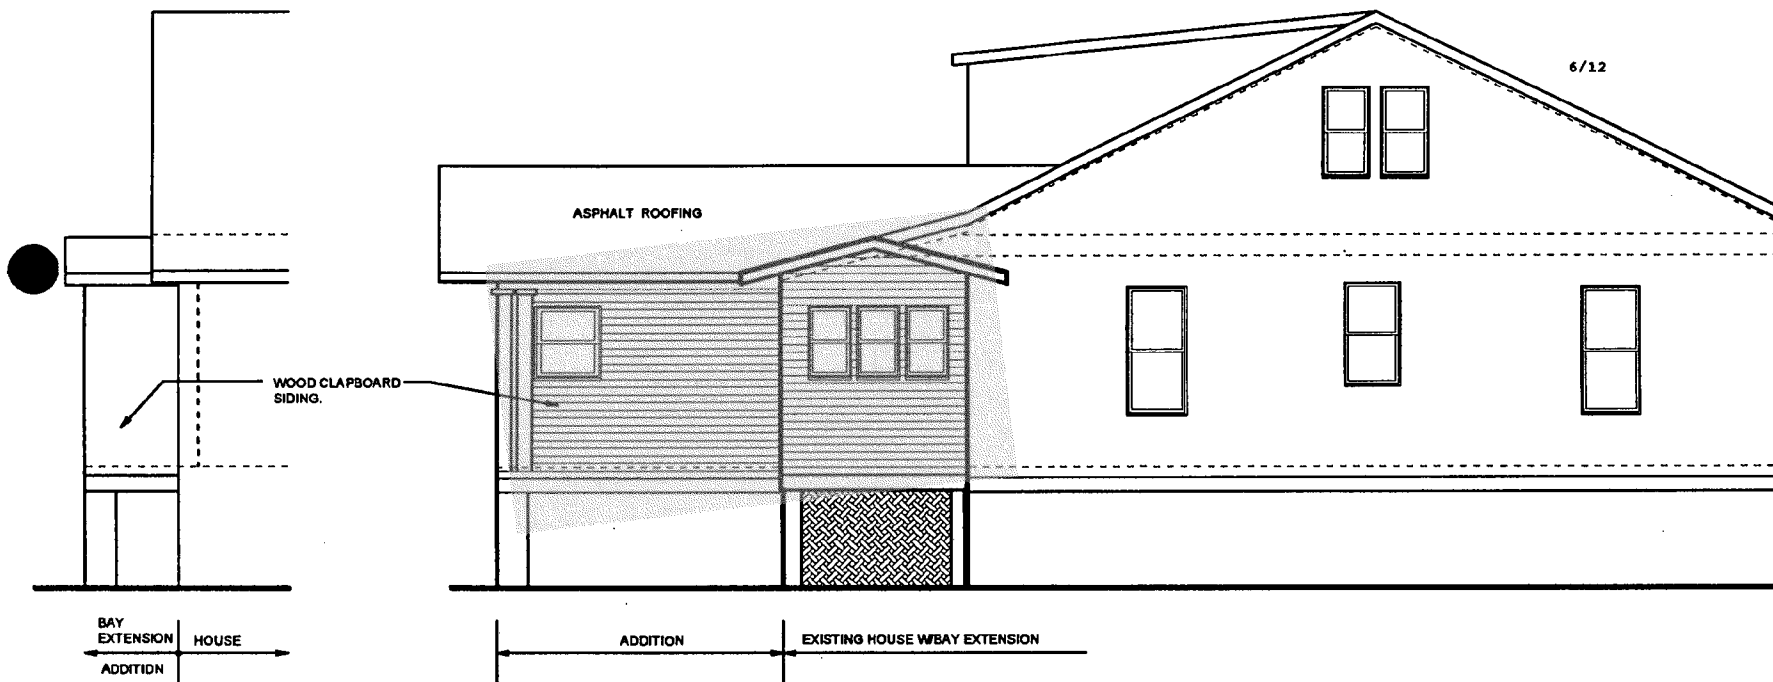 6/12
ASPHALT ROOFING
WOOD CLAPBOARD
SIDING.
BAY
EXTENSION
HOUSE
ADDITION
ADDITION
EXISTING HOUSE W/BAY EXTENSION